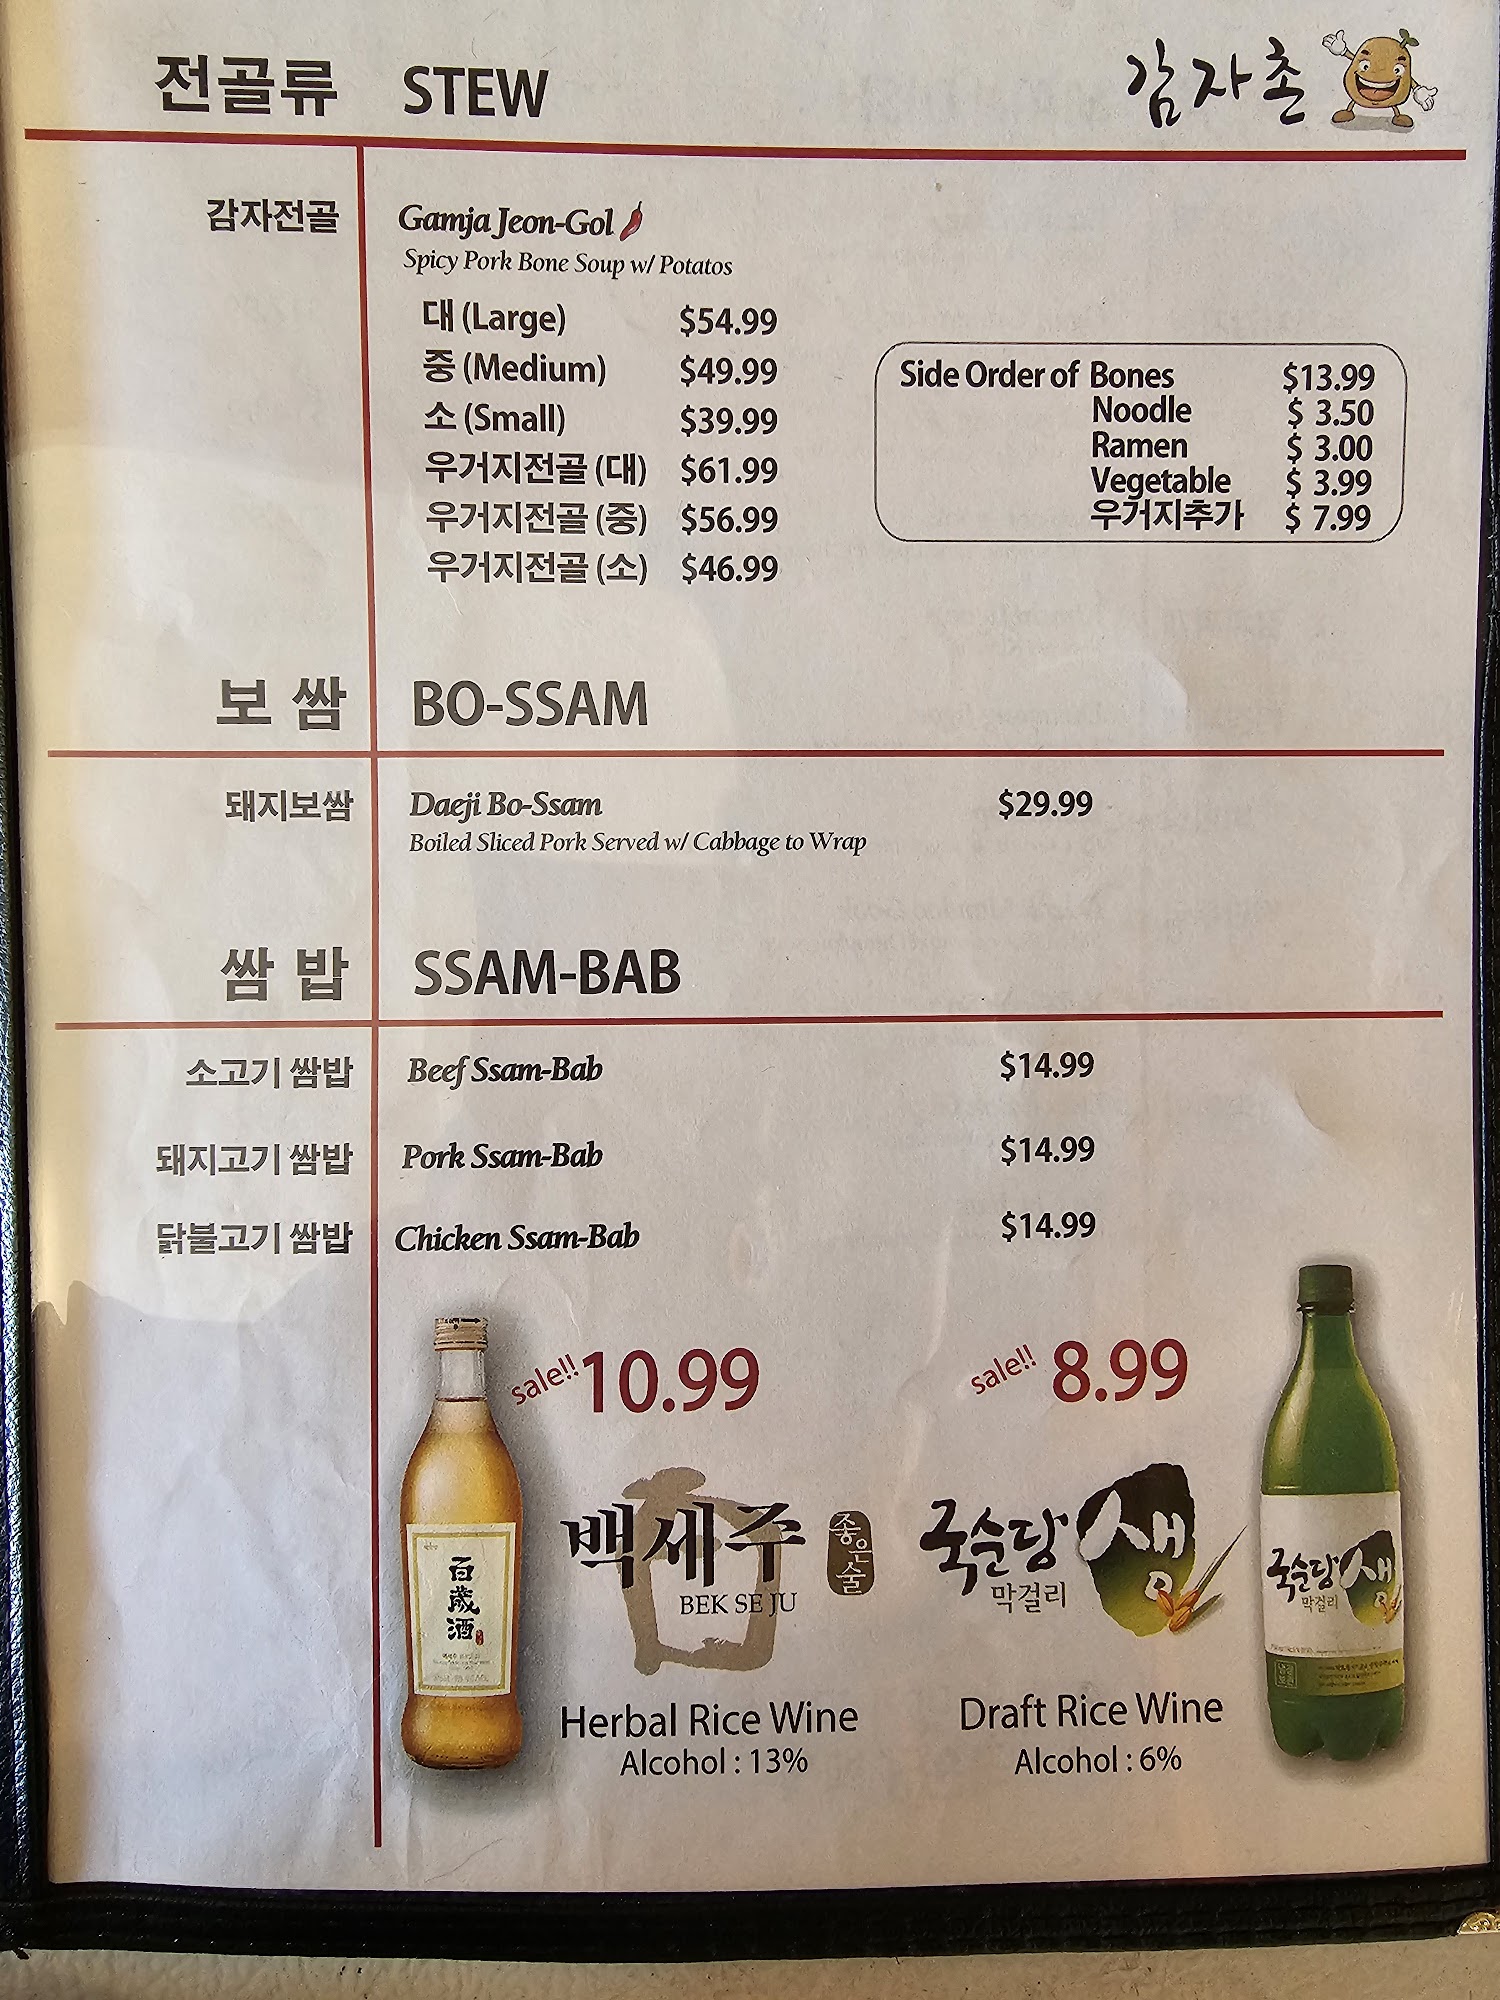 전골류 STEW 감자촌
감자전골 Gamja Jeon-Gol
Spicy Pork Bone Soup w/ Potatos
대 (Large) $54.99
중 (Medium) $49.99
소 (Small) $39.99
우거지전골 (대) $61.99
우거지전골 (중) $56.99
우거지전골 (소) $46.99
Side Order of Bones $13.99
Noodle $ 3.50
Ramen $ 3.00
Vegetable $ 3.99
우거지추가 $ 7.99
보 쌈 BO-SSAM
돼지보쌈 Daeji Bo-Ssam $29.99
Boiled Sliced Pork Served w/ Cabbage to Wrap
쌈 밥 SSAM-BAB
소고기 쌈밥 Beef Ssam-Bab $14.99
돼지고기 쌈밥 Pork Ssam-Bab $14.99
닭불고기 쌈밥 Chicken Ssam-Bab $14.99
sale!! 10.99
百歲酒
백세주 좋은술
BEK SE JU
Herbal Rice Wine
Alcohol : 13%
sale!! 8.99
국순당 생
막걸리
Draft Rice Wine
Alcohol : 6%
국순당 생
막걸리